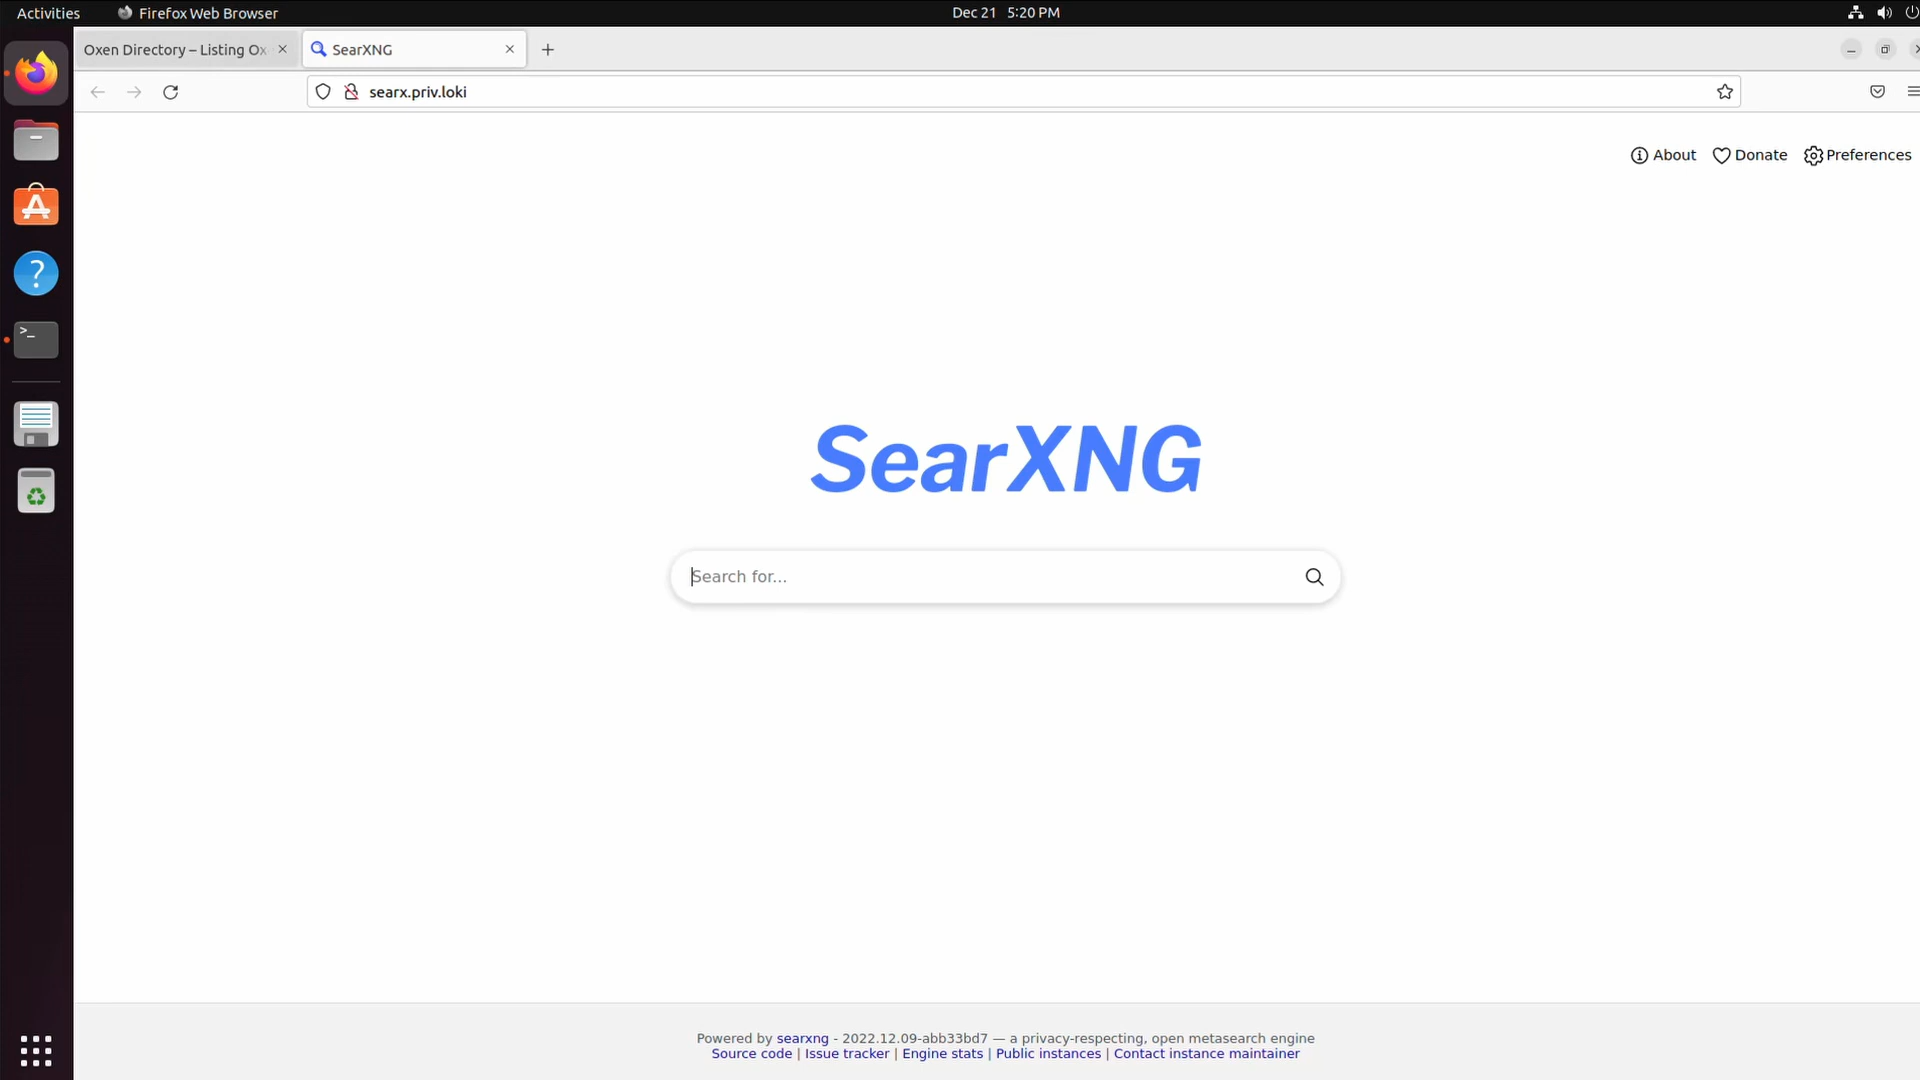 Activities Firefox Web Browser Dec 21 5:20 PM
Oxen Directory – Listing Ox SearXNG
searx.priv.loki
About Donate Preferences
SearXNG
Search for...
Powered by searxng - 2022.12.09-abb33bd7 — a privacy-respecting, open metasearch engine
Source code | Issue tracker | Engine stats | Public instances | Contact instance maintainer